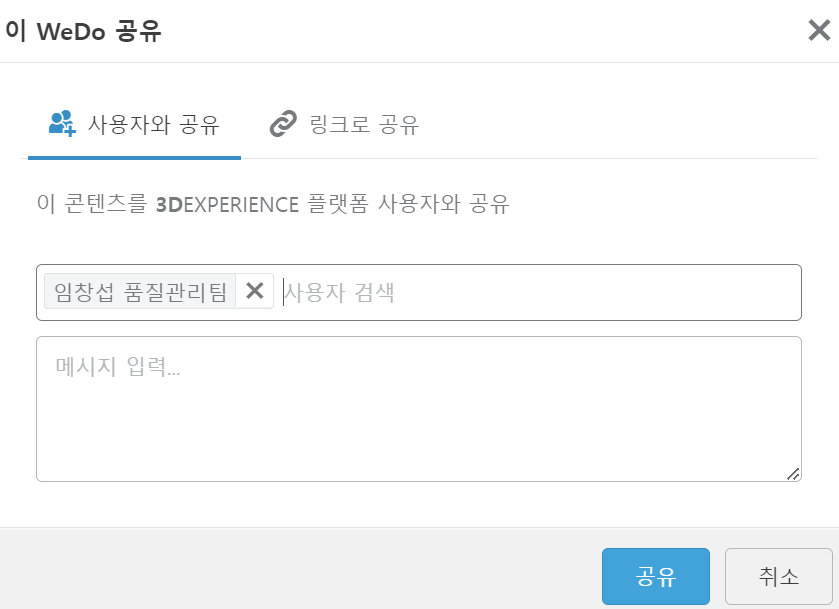 이 WeDo 공유
사용자와 공유 링크로 공유
이 콘텐츠를 3DEXPERIENCE 플랫폼 사용자와 공유
임창섭 품질관리팀 사용자 검색
메시지 입력...
공유 취소